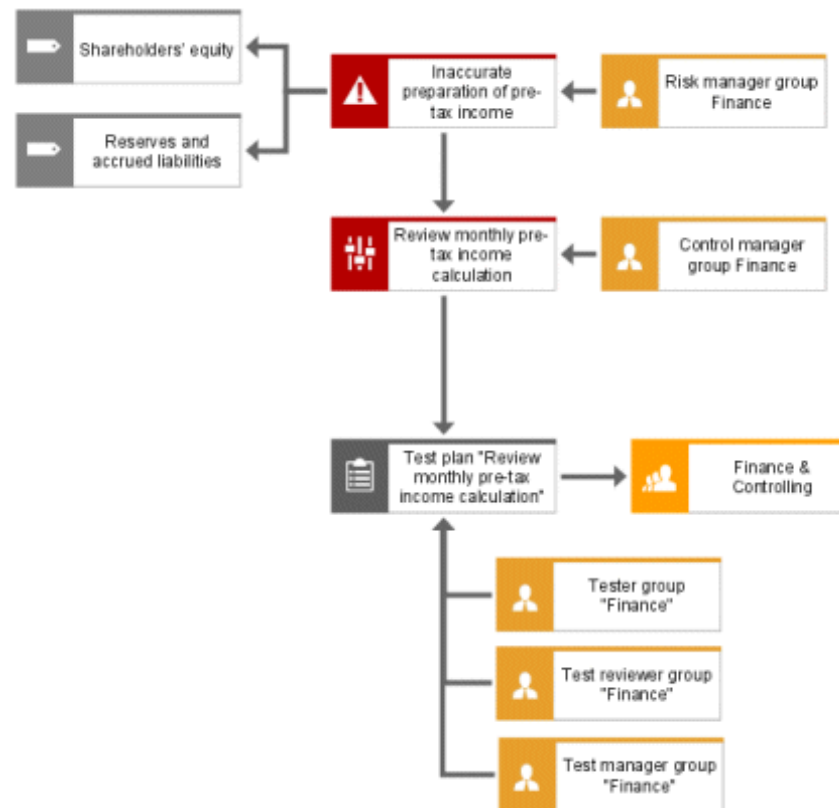 Shareholders' equity
Reserves and
accrued liabilities
Inaccurate
preparation of pre-
tax income
Risk manager group
Finance
Review monthly pre-
tax income
calculation
Control manager
group Finance
Test plan "Review
monthly pre-tax
income calculation"
Finance &
Controlling
Tester group
"Finance"
Test reviewer group
"Finance"
Test manager group
"Finance"